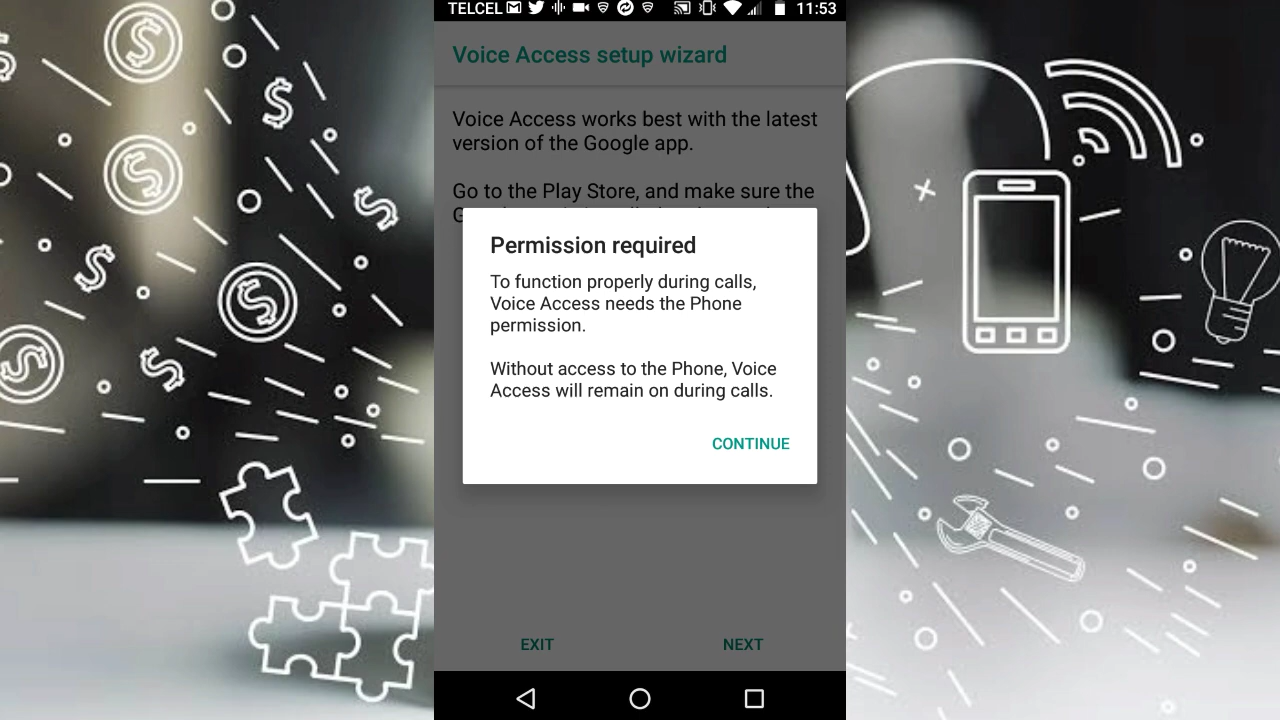 TELCEL 11:53
Voice Access setup wizard
Voice Access works best with the latest
version of the Google app.
Go to the Play Store, and make sure the
Permission required
To function properly during calls,
Voice Access needs the Phone
permission.
Without access to the Phone, Voice
Access will remain on during calls.
CONTINUE
EXIT NEXT